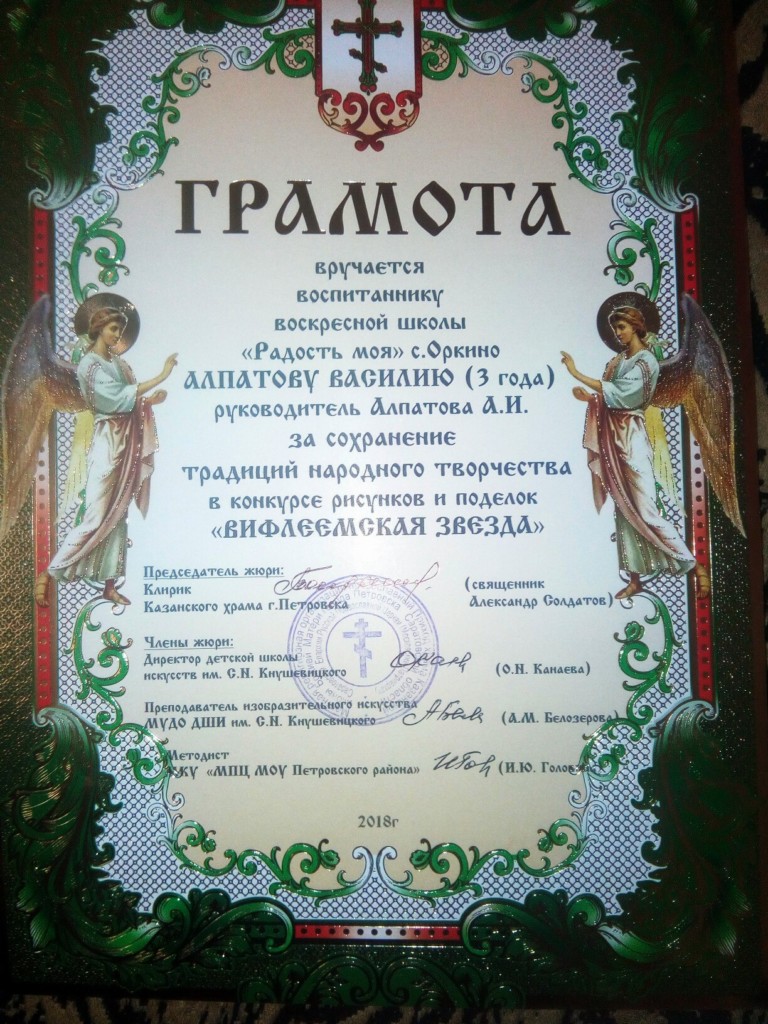 ГРАМОТА
вручается
воспитаннику
воскресной школы
«Радость моя» с.Оркино
АЛПАТОВУ ВАСИЛИЮ (3 года)
руководитель Алпатова А.И.
за сохранение
традиций народного творчества
в конкурсе рисунков и поделок
«ВИФЛЕЕМСКАЯ ЗВЕЗДА»
Председатель жюри:
Клирик (священник
Казанского храма г.Петровска Александр Солдатов)
Члены жюри:
Директор детской школы
искусств им. С.Н. Кнушевицкого (О.Н. Канаева)
Преподаватель изобразительного искусства
МУДО ДШИ им. С.Н. Кнушевицкого (А.М. Белозерова)
Методист
«МПЦ МОУ Петровского района» (И.Ю.
2018г